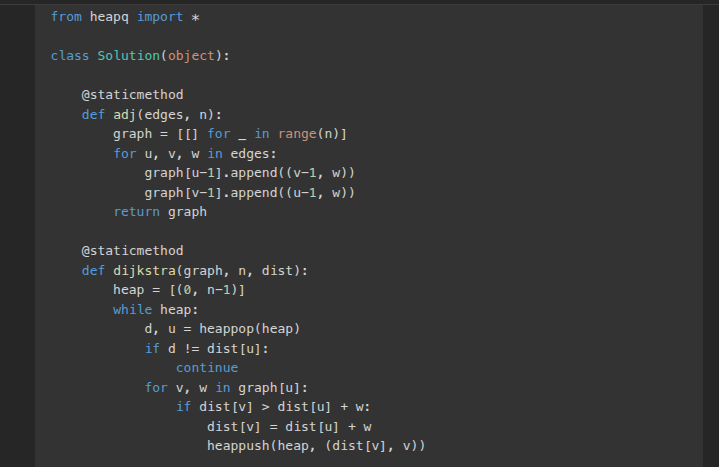 from heapq import *

class Solution(object):

    @staticmethod
    def adj(edges, n):
        graph = [[] for _ in range(n)]
        for u, v, w in edges:
            graph[u-1].append((v-1, w))
            graph[v-1].append((u-1, w))
        return graph

    @staticmethod
    def dijkstra(graph, n, dist):
        heap = [(0, n-1)]
        while heap:
            d, u = heappop(heap)
            if d != dist[u]:
                continue
            for v, w in graph[u]:
                if dist[v] > dist[u] + w:
                    dist[v] = dist[u] + w
                    heappush(heap, (dist[v], v))